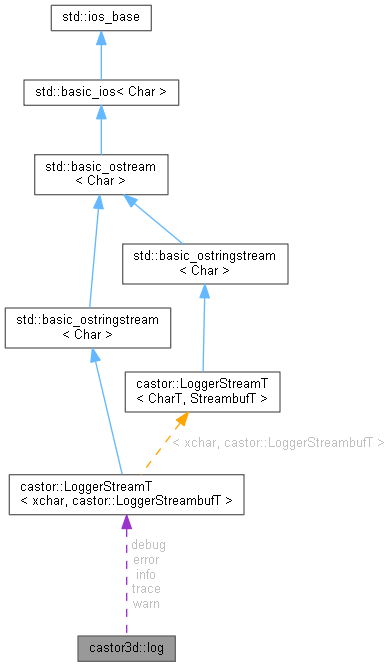 std::ios_base
std::basic_ios< Char >
std::basic_ostream
< Char >
std::basic_ostringstream
< Char >
std::basic_ostringstream
< Char >
castor::LoggerStreamT
< CharT, StreambufT >
< xchar, castor::LoggerStreambufT >
castor::LoggerStreamT
< xchar, castor::LoggerStreambufT >
debug
error
info
trace
warn
castor3d::log